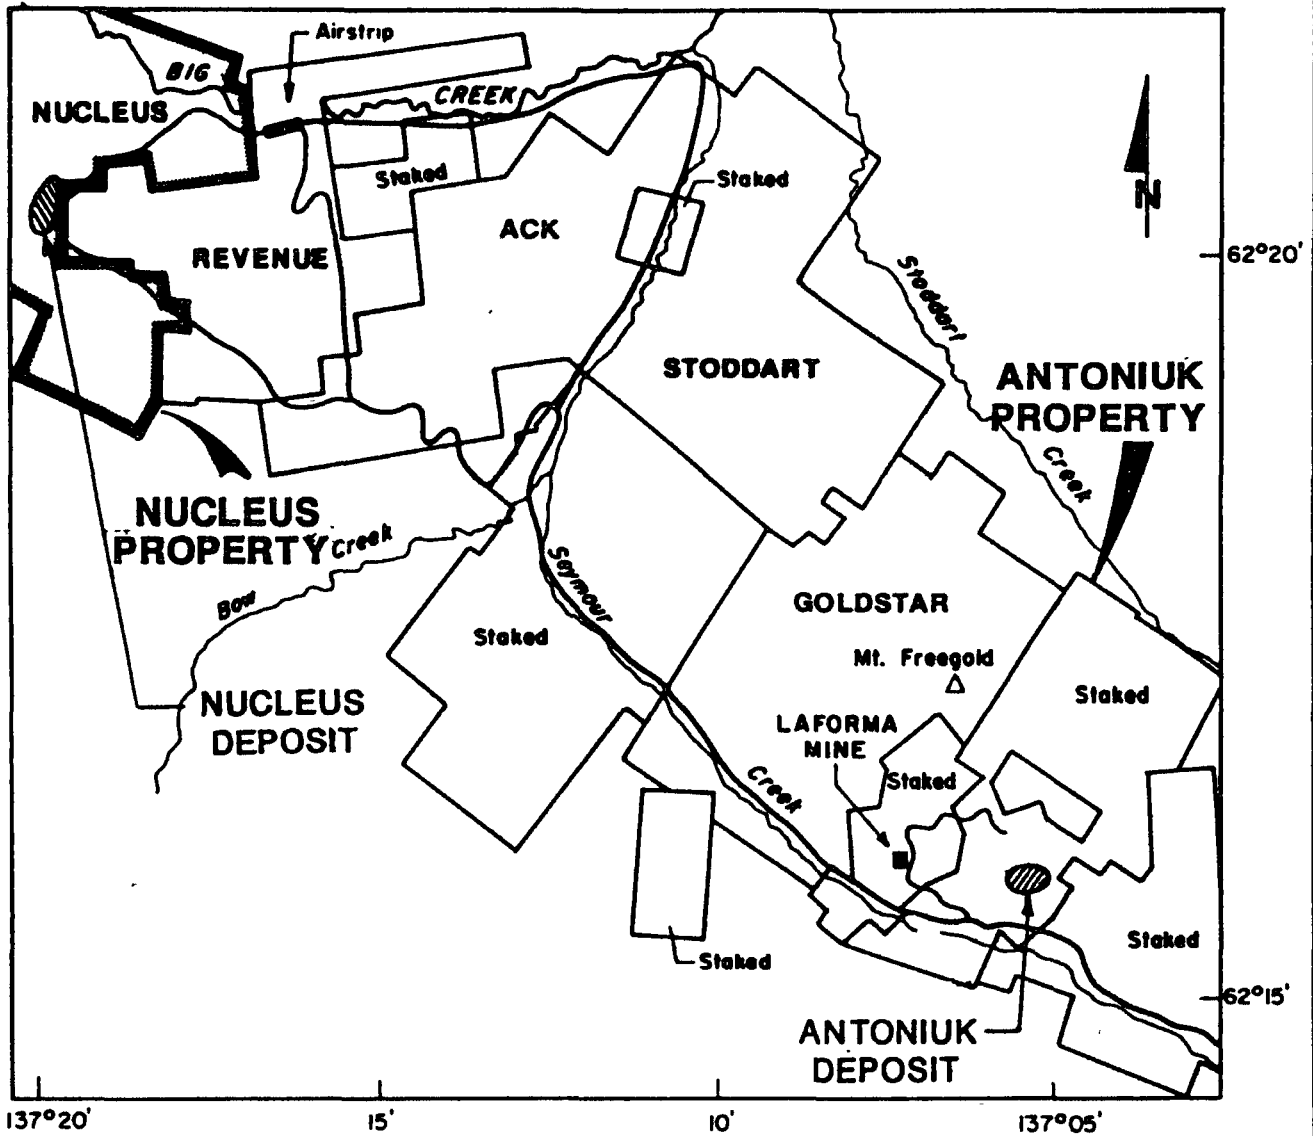 Airstrip
BIG
CREEK
NUCLEUS
Staked
Staked
ACK
REVENUE
N
62°20'
Stoddart
STODDART
ANTONIUK
PROPERTY
Creek
NUCLEUS
PROPERTY
Creek
Bow
Seymour
GOLDSTAR
Staked
Mt. Freegold
Staked
NUCLEUS
DEPOSIT
LAFORMA
MINE
Creek
Staked
Staked
Staked
62°15'
ANTONIUK
DEPOSIT
137°20'
15'
10'
137°05'